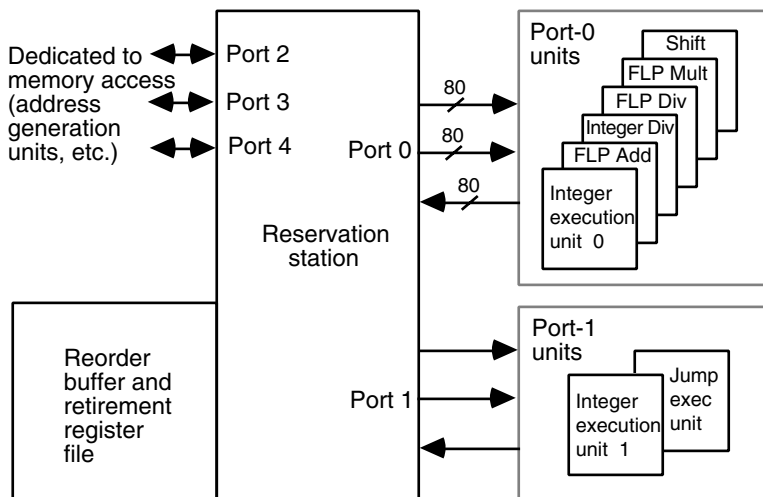 Dedicated to
memory access
(address
generation
units, etc.)
Port 2
Port 3
Port 4
Port 0
Reservation
station
Port 1
Reorder
buffer and
retirement
register
file
80
80
80
Port-0
units
Shift
FLP Mult
FLP Div
Integer Div
FLP Add
Integer
execution
unit 0
Port-1
units
Jump
exec
unit
Integer
execution
unit 1